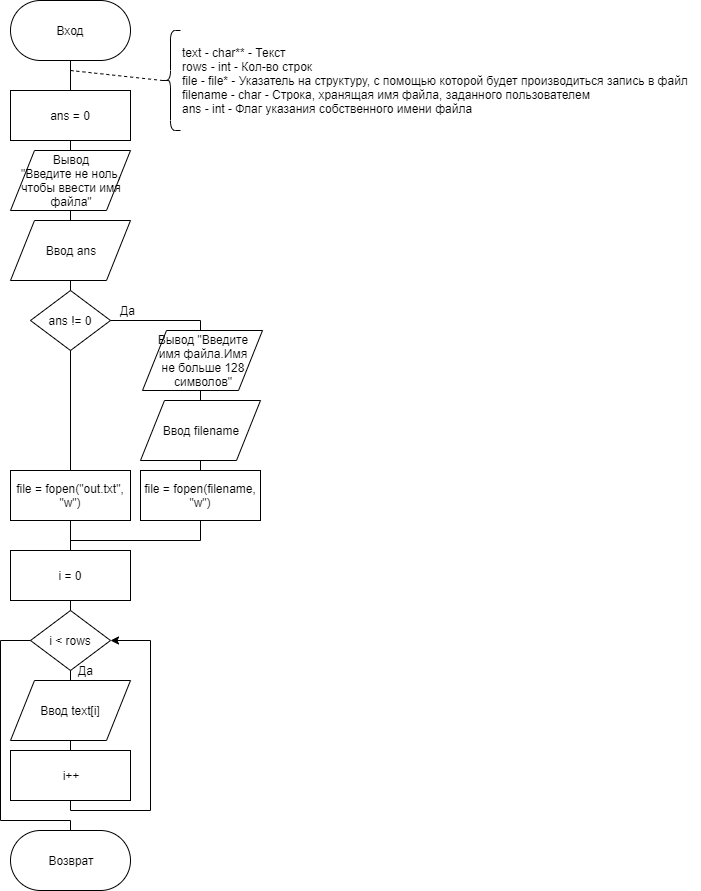 Вход
text - char** - Текст
rows - int - Кол-во строк
file - file* - Указатель на структуру, с помощью которой будет производиться запись в файл
filename - char - Строка, хранящая имя файла, заданного пользователем
ans - int - Флаг указания собственного имени файла
ans = 0
Вывод
"Введите не ноль,
чтобы ввести имя
файла"
Ввод ans
ans != 0
Да
Вывод "Введите
имя файла.Имя
не больше 128
символов"
Ввод filename
file = fopen("out.txt",
"w")
file = fopen(filename,
"w")
i = 0
i < rows
Да
Ввод text[i]
i++
Возврат